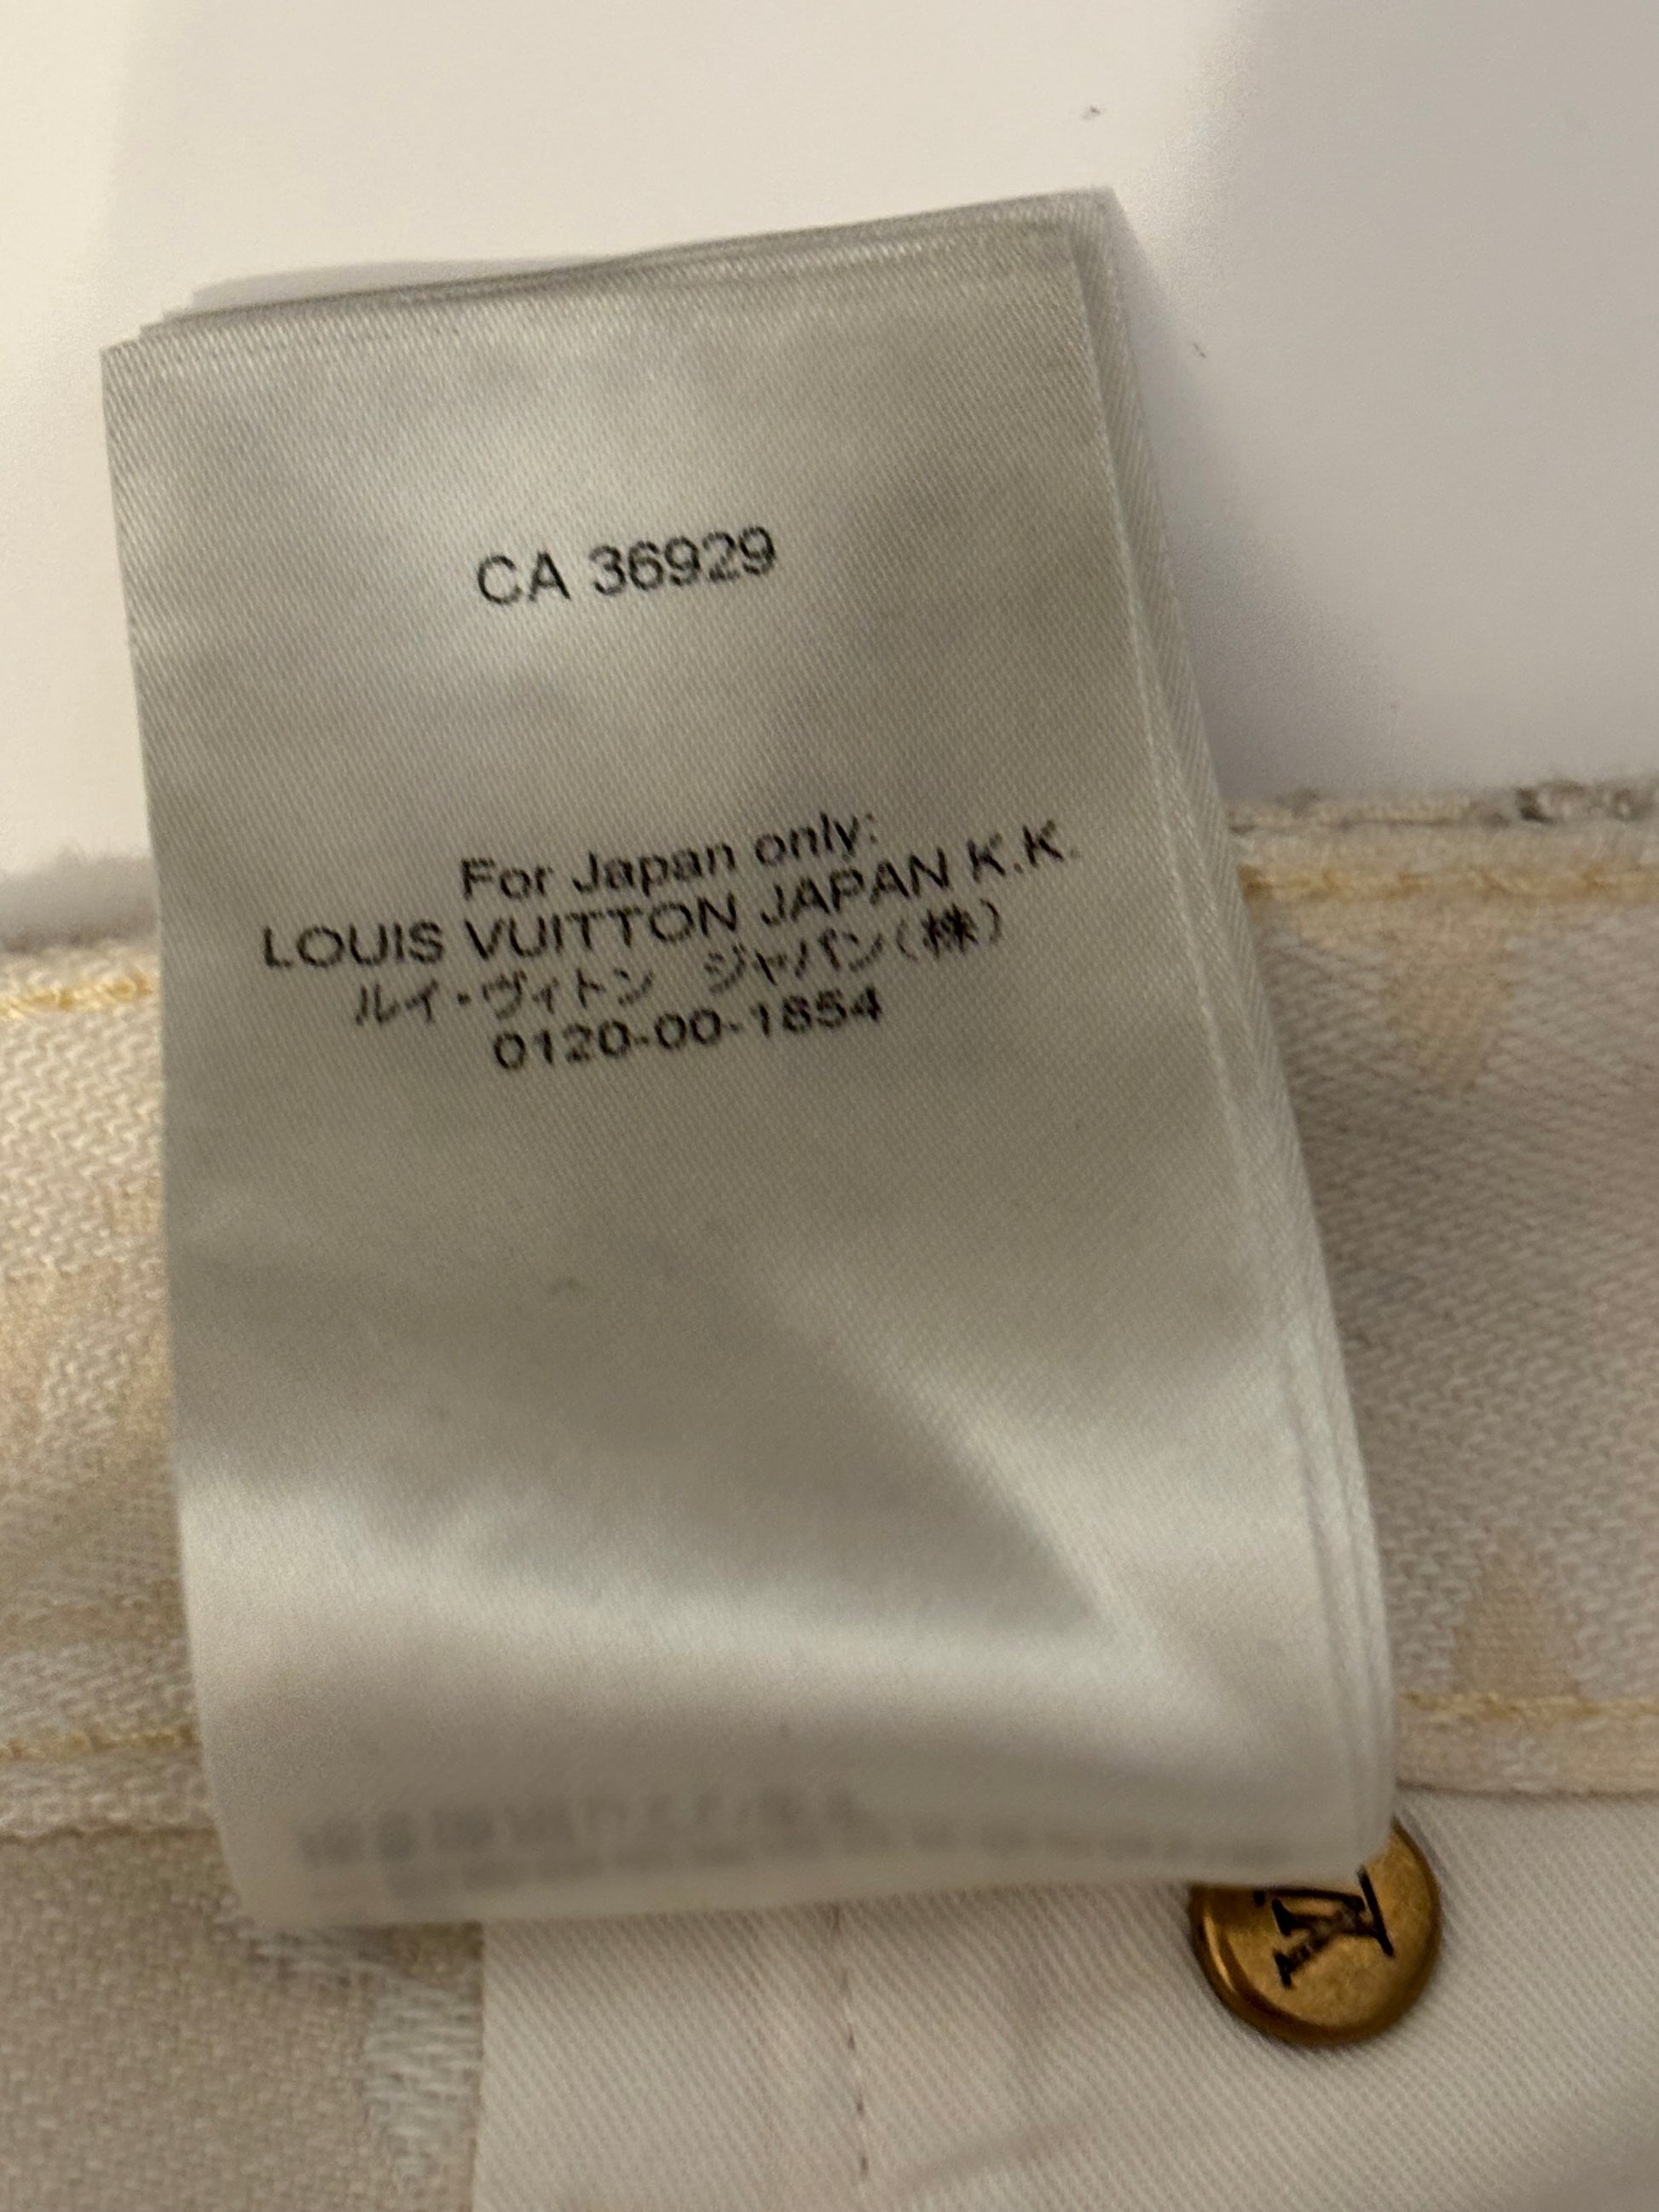 CA 36929
For Japan only:
LOUIS VUITTON JAPAN K.K.
ルイ・ヴィトン ジャパン(株)
0120-00-1854
LV